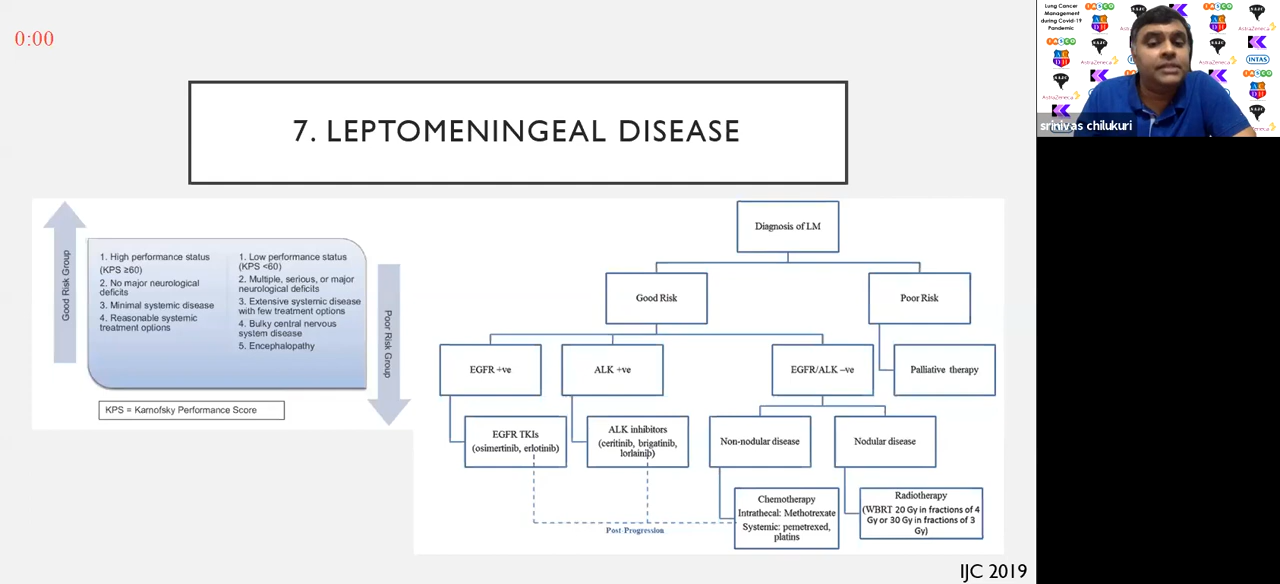 0:00
7. LEPTOMENINGEAL DISEASE
Good Risk Group
1. High performance status
(KPS ≥60)
2. No major neurological
deficits
3. Minimal systemic disease
4. Reasonable systemic
treatment options
1. Low performance status
(KPS <60)
2. Multiple, serious, or major
neurological deficits
3. Extensive systemic disease
with few treatment options
4. Bulky central nervous
system disease
5. Encephalopathy
Poor Risk Group
KPS = Karnofsky Performance Score
Diagnosis of LM
Good Risk
Poor Risk
EGFR +ve
ALK +ve
EGFR/ALK –ve
Palliative therapy
EGFR TKIs
(osimertinib, erlotinib)
ALK inhibitors
(ceritinib, brigatinib,
lorlainib)
Non-nodular disease
Nodular disease
Chemotherapy
Intrathecal: Methotrexate
Systemic: pemetrexed,
platins
Radiotherapy
(WBRT 20 Gy in fractions of 4
Gy or 30 Gy in fractions of 3
Gy)
Post-Progression
IJC 2019
Lung Cancer
Management
during Covid-19
Pandemic
AstraZeneca
INTAS
srinivas chilukuri